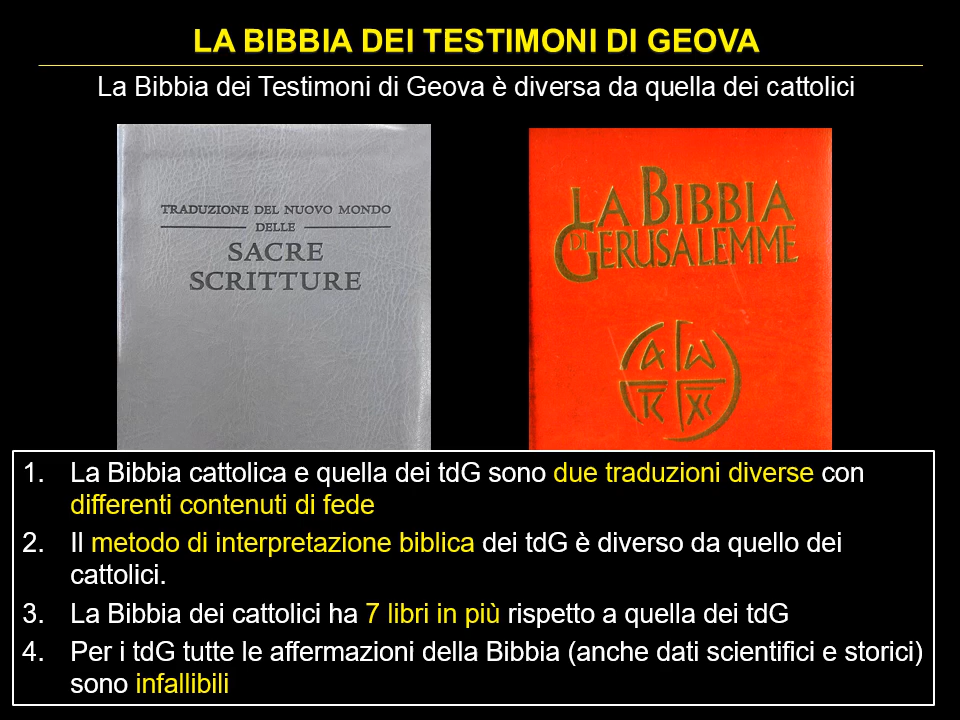 LA BIBBIA DEI TESTIMONI DI GEOVA
La Bibbia dei Testimoni di Geova è diversa da quella dei cattolici
TRADUZIONE DEL NUOVO MONDO
DELLE
SACRE
SCRITTURE
LA BIBBIA
DI GERUSALEMME
A W
IC XC
1. La Bibbia cattolica e quella dei tdG sono due traduzioni diverse con
differenti contenuti di fede
2. Il metodo di interpretazione biblica dei tdG è diverso da quello dei
cattolici.
3. La Bibbia dei cattolici ha 7 libri in più rispetto a quella dei tdG
4. Per i tdG tutte le affermazioni della Bibbia (anche dati scientifici e storici)
sono infallibili